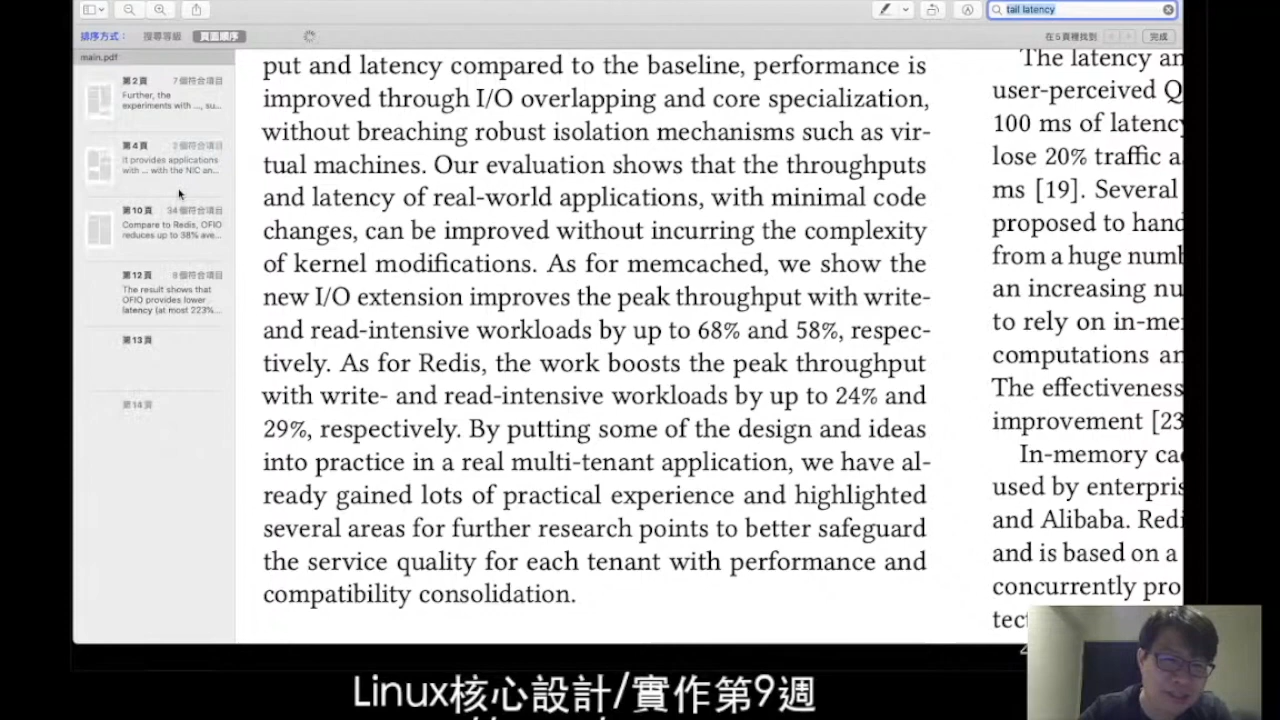 tail latency
排序方式：
搜尋等級
頁面順序
在5頁裡找到
完成
main.pdf
第2頁 7個符合項目
Further, the
experiments with ..., su...
第4頁 2個符合項目
It provides applications
with ... with the NIC an...
第10頁 34個符合項目
Compare to Redis, OFIO
reduces up to 38% ave...
第12頁 8個符合項目
The result shows that
OFIO provides lower
latency (at most 223%...
第13頁
第14頁
put and latency compared to the baseline, performance is
improved through I/O overlapping and core specialization,
without breaching robust isolation mechanisms such as vir-
tual machines. Our evaluation shows that the throughputs
and latency of real-world applications, with minimal code
changes, can be improved without incurring the complexity
of kernel modifications. As for memcached, we show the
new I/O extension improves the peak throughput with write-
and read-intensive workloads by up to 68% and 58%, respec-
tively. As for Redis, the work boosts the peak throughput
with write- and read-intensive workloads by up to 24% and
29%, respectively. By putting some of the design and ideas
into practice in a real multi-tenant application, we have al-
ready gained lots of practical experience and highlighted
several areas for further research points to better safeguard
the service quality for each tenant with performance and
compatibility consolidation.
The latency an
user-perceived Q
100 ms of latency
lose 20% traffic a
ms [19]. Several
proposed to hand
from a huge numb
an increasing nu
to rely on in-me
computations an
The effectiveness
improvement [23
In-memory ca
used by enterpris
and Alibaba. Redi
and is based on a
concurrently pro
tect
Linux核心設計/實作第9週